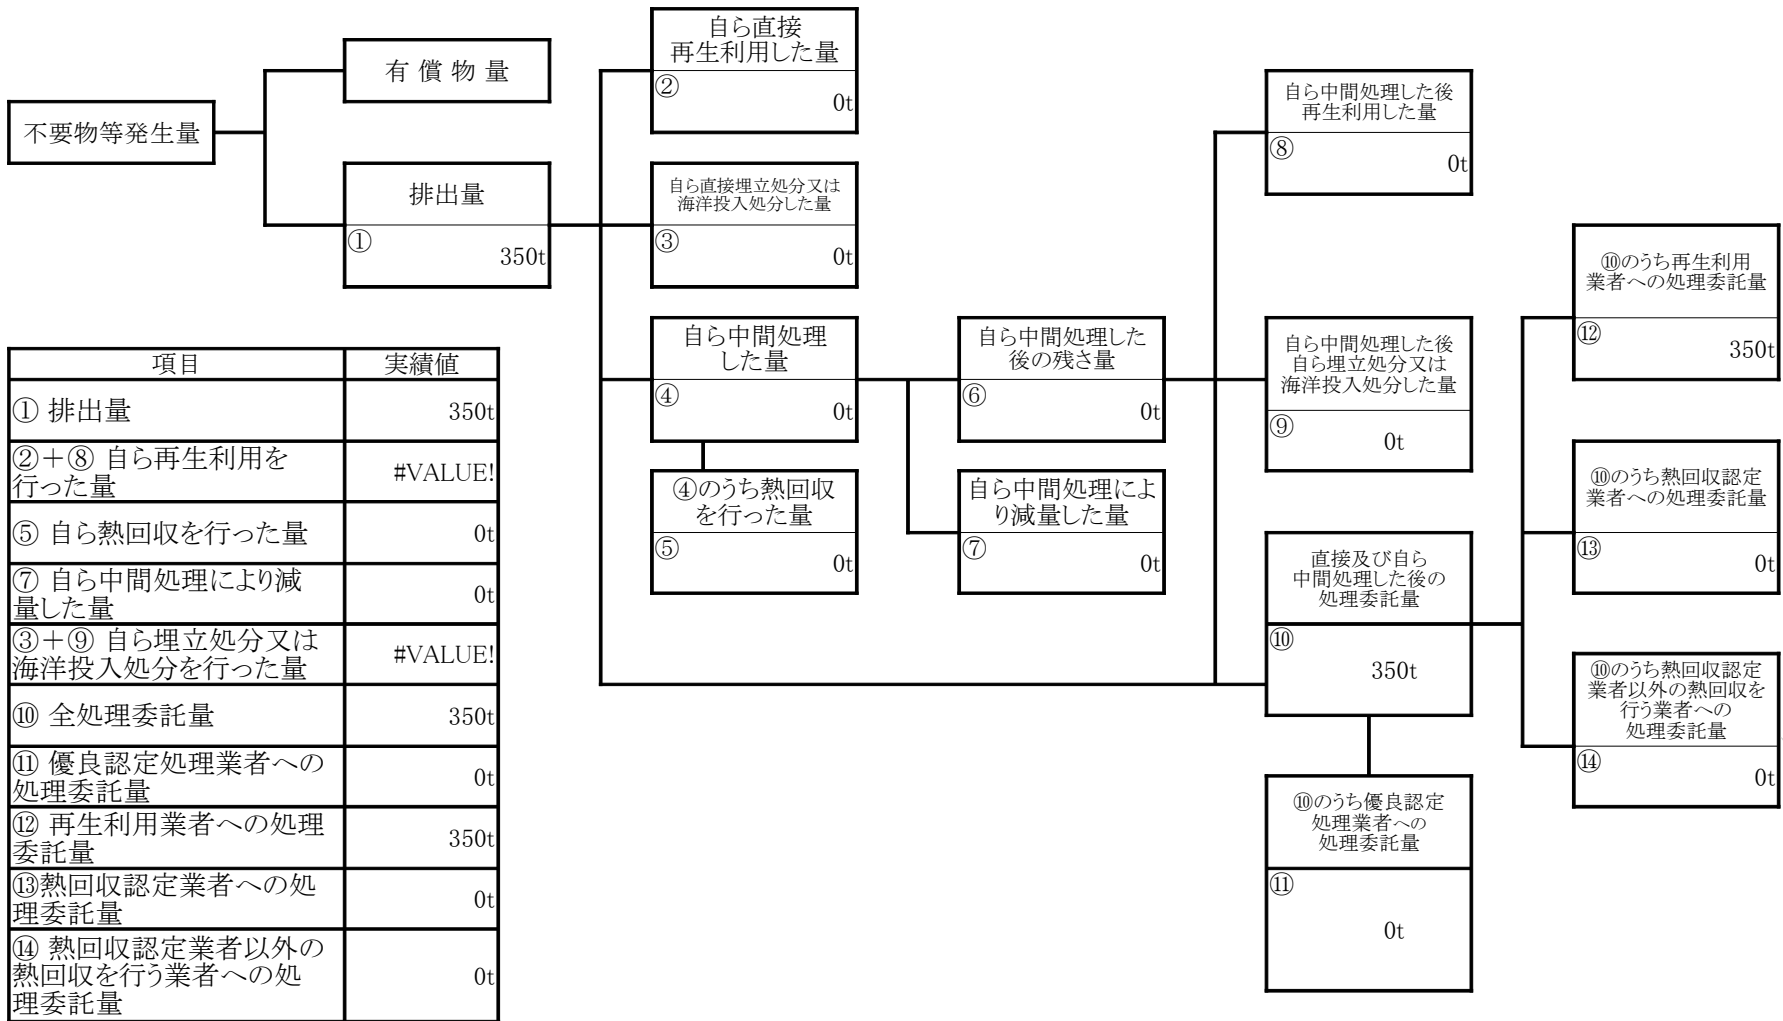 不要物等発生量
有 償 物 量
排出量
①
350t
自ら直接
再生利用した量
②
0t
自ら直接埋立処分又は
海洋投入処分した量
③
0t
自ら中間処理
した量
④
0t
④のうち熱回収
を行った量
⑤
0t
自ら中間処理した
後の残さ量
⑥
0t
自ら中間処理によ
り減量した量
⑦
0t
自ら中間処理した後
再生利用した量
⑧
0t
自ら中間処理した後
自ら埋立処分又は
海洋投入処分した量
⑨
0t
直接及び自ら
中間処理した後の
処理委託量
⑩
350t
⑩のうち優良認定
処理業者への
処理委託量
⑪
0t
⑩のうち再生利用
業者への処理委託量
⑫
350t
⑩のうち熱回収認定
業者への処理委託量
⑬
0t
⑩のうち熱回収認定
業者以外の熱回収を
行う業者への
処理委託量
⑭
0t
項目 実績値
① 排出量 350t
②＋⑧ 自ら再生利用を
行った量 #VALUE!
⑤ 自ら熱回収を行った量 0t
⑦ 自ら中間処理により減
量した量 0t
③＋⑨ 自ら埋立処分又は
海洋投入処分を行った量 #VALUE!
⑩ 全処理委託量 350t
⑪ 優良認定処理業者への
処理委託量 0t
⑫ 再生利用業者への処理
委託量 350t
⑬熱回収認定業者への処
理委託量 0t
⑭ 熱回収認定業者以外の
熱回収を行う業者への処
理委託量 0t